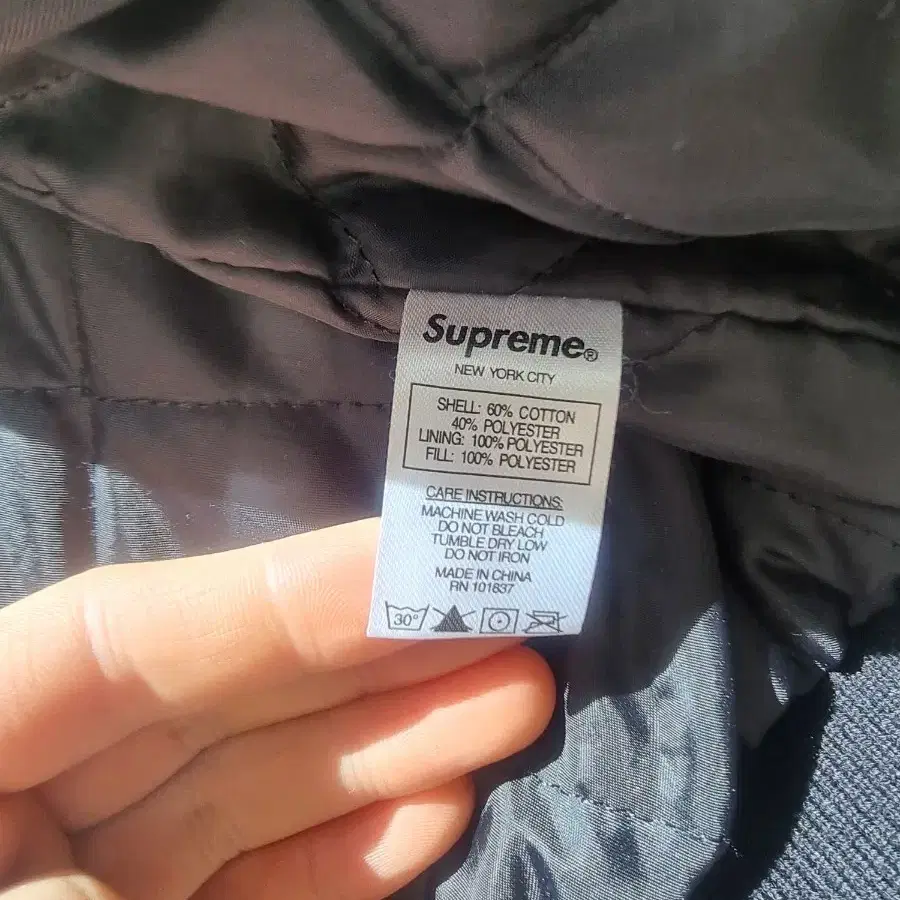 Supreme®
NEW YORK CITY
SHELL: 60% COTTON
40% POLYESTER
LINING: 100% POLYESTER
FILL: 100% POLYESTER
CARE INSTRUCTIONS:
MACHINE WASH COLD
DO NOT BLEACH
TUMBLE DRY LOW
DO NOT IRON
MADE IN CHINA
RN 101837
30°